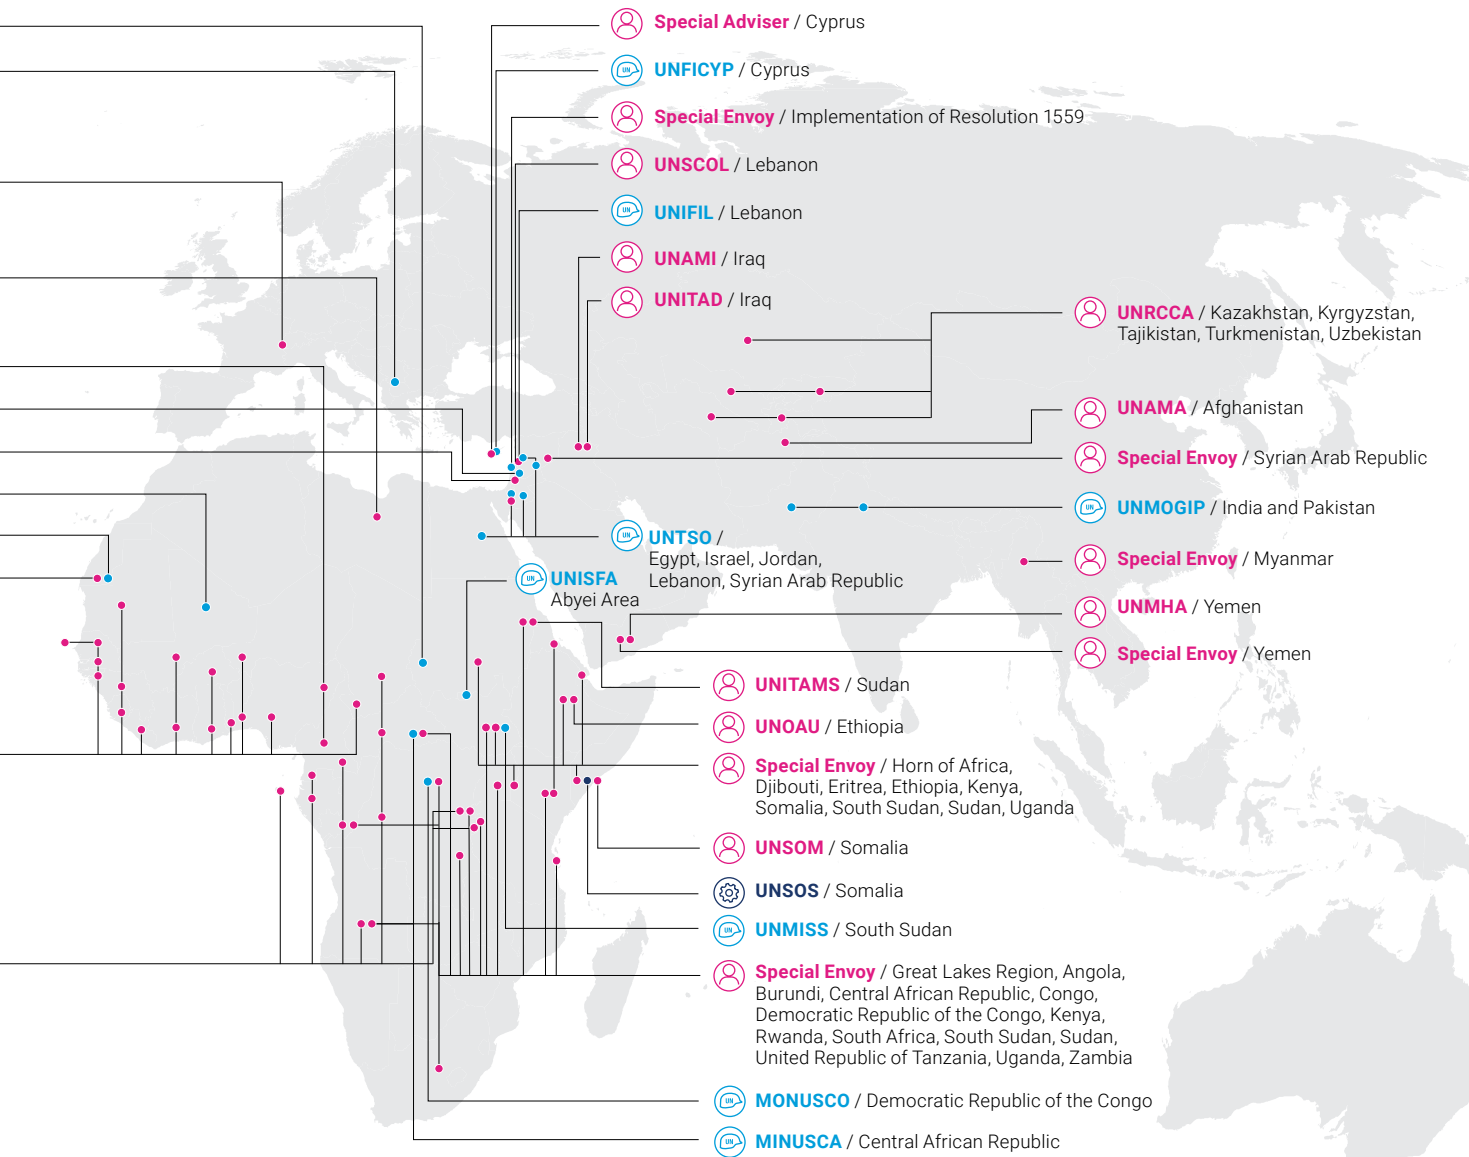 Special Adviser / Cyprus
UNFICYP / Cyprus
Special Envoy / Implementation of Resolution 1559
UNSCOL / Lebanon
UNIFIL / Lebanon
UNAMI / Iraq
UNITAD / Iraq
UNRCCA / Kazakhstan, Kyrgyzstan,
Tajikistan, Turkmenistan, Uzbekistan
UNAMA / Afghanistan
Special Envoy / Syrian Arab Republic
UNMOGIP / India and Pakistan
UNTSO /
Egypt, Israel, Jordan,
Lebanon, Syrian Arab Republic
UNISFA
Abyei Area
Special Envoy / Myanmar
UNMHA / Yemen
Special Envoy / Yemen
UNITAMS / Sudan
UNOAU / Ethiopia
Special Envoy / Horn of Africa,
Djibouti, Eritrea, Ethiopia, Kenya,
Somalia, South Sudan, Sudan, Uganda
UNSOM / Somalia
UNSOS / Somalia
UNMISS / South Sudan
Special Envoy / Great Lakes Region, Angola,
Burundi, Central African Republic, Congo,
Democratic Republic of the Congo, Kenya,
Rwanda, South Africa, South Sudan, Sudan,
United Republic of Tanzania, Uganda, Zambia
MONUSCO / Democratic Republic of the Congo
MINUSCA / Central African Republic